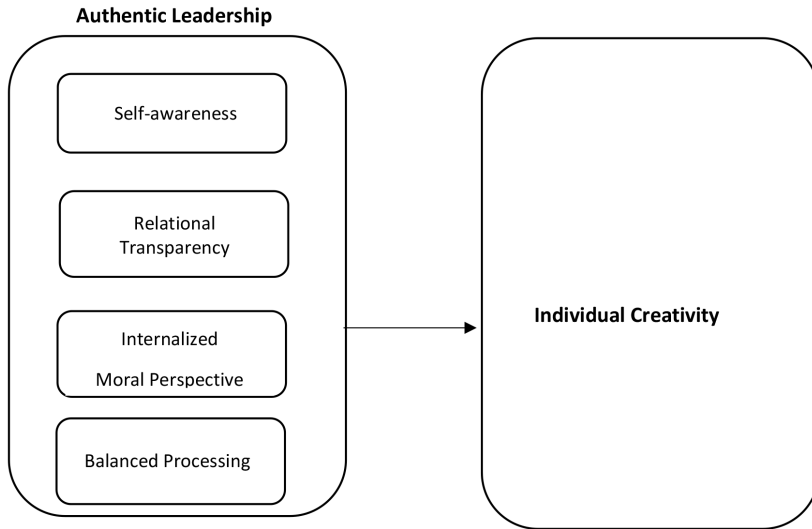 Authentic Leadership
Self-awareness
Relational
Transparency
Internalized
Moral Perspective
Balanced Processing
Individual Creativity